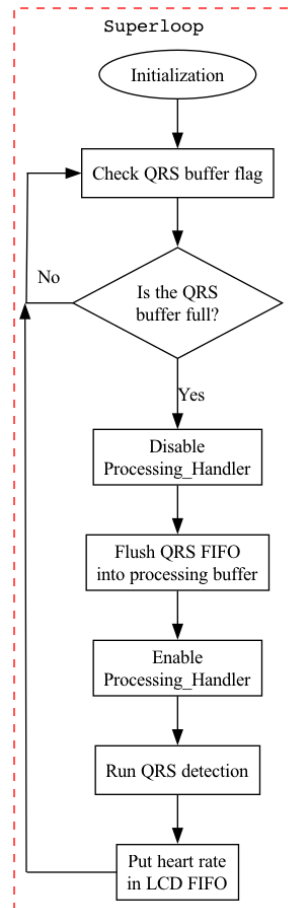 Superloop
Initialization
Check QRS buffer flag
No
Is the QRS
buffer full?
Yes
Disable
Processing_Handler
Flush QRS FIFO
into processing buffer
Enable
Processing_Handler
Run QRS detection
Put heart rate
in LCD FIFO